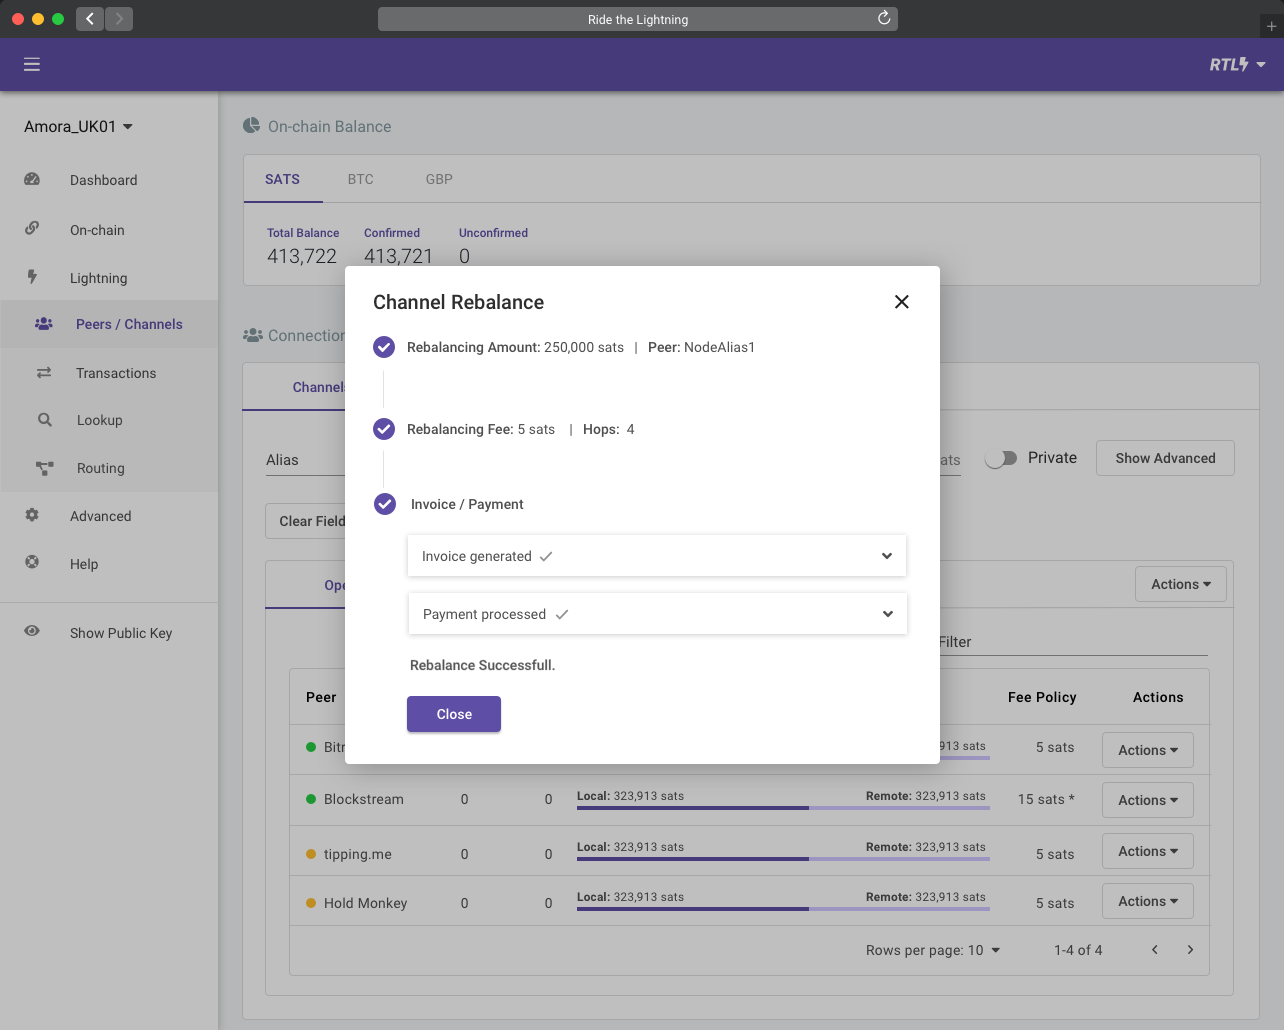 Ride the Lightning
RTL
Amora_UK01
Dashboard
On-chain
Lightning
Peers / Channels
Transactions
Lookup
Routing
Advanced
Help
Show Public Key
On-chain Balance
SATS BTC GBP
Total Balance Confirmed Unconfirmed
413,722 413,721 0
Connection
Channels
Alias
Private
Show Advanced
Clear Field
Actions
Filter
Channel Rebalance
Rebalancing Amount: 250,000 sats | Peer: NodeAlias1
Rebalancing Fee: 5 sats | Hops: 4
Invoice / Payment
Invoice generated
Payment processed
Rebalance Successfull.
Close
Peer Fee Policy Actions
913 sats 5 sats Actions
Blockstream 0 0 Local: 323,913 sats Remote: 323,913 sats 15 sats * Actions
tipping.me 0 0 Local: 323,913 sats Remote: 323,913 sats 5 sats Actions
Hold Monkey 0 0 Local: 323,913 sats Remote: 323,913 sats 5 sats Actions
Rows per page: 10 1-4 of 4